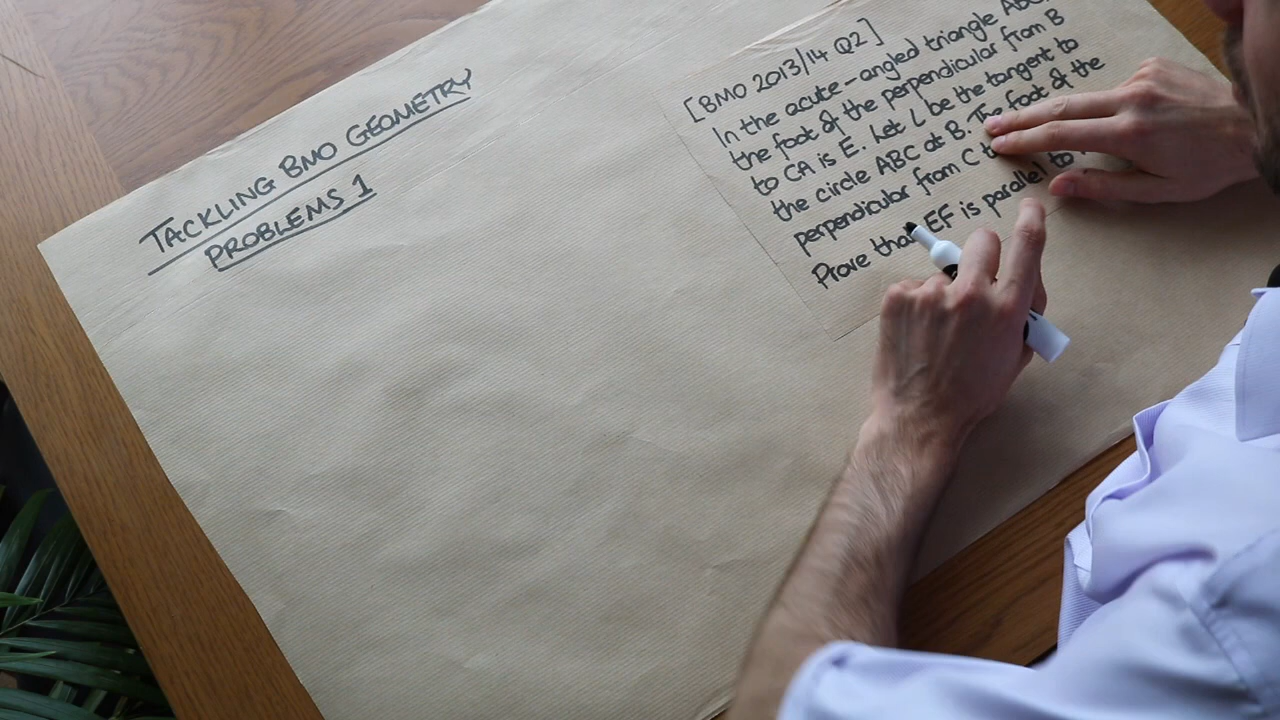 TACKLING BMO GEOMETRY
PROBLEMS 1
[BMO 2013/14 Q2]
In the acute-angled triangle ABC,
the foot of the perpendicular from B
to CA is E. Let l be the tangent to
the circle ABC at B. The foot of the
perpendicular from C
Prove that EF is parallel to